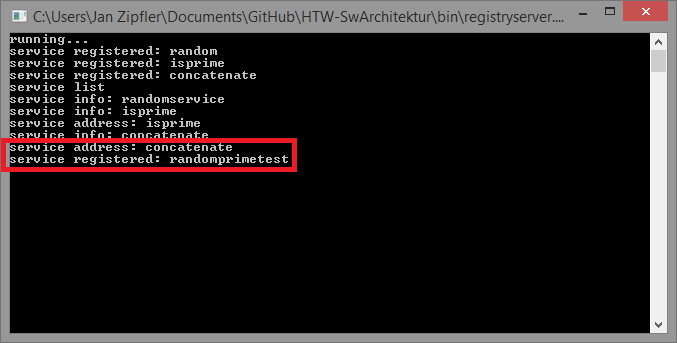 C:\Users\Jan Zipfler\Documents\GitHub\HTW-SwArchitektur\bin\registryserver....
running...
service registered: random
service registered: isprime
service registered: concatenate
service list
service info: randomservice
service info: isprime
service address: isprime
service info: concatenate
service address: concatenate
service registered: randomprimetest